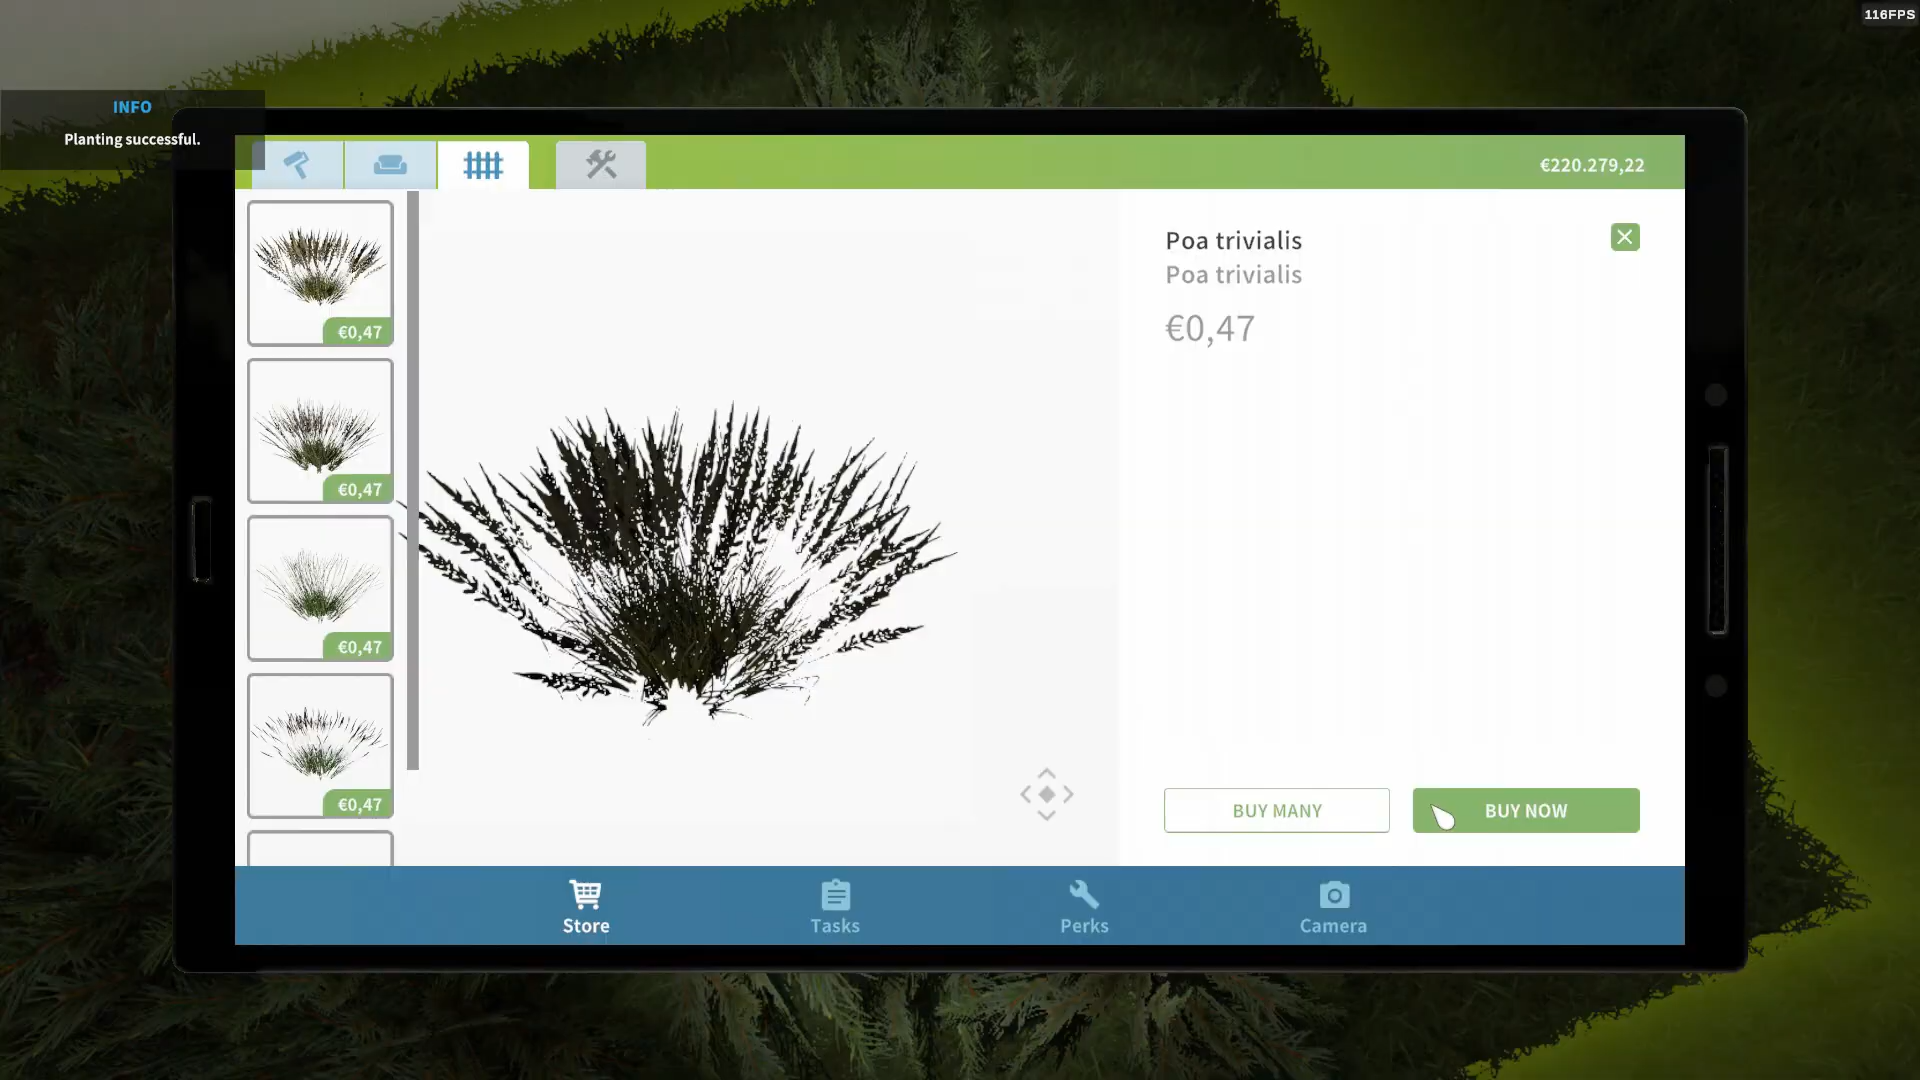 116FPS
INFO
Planting successful.
€220.279,22
€0,47
€0,47
€0,47
€0,47
Poa trivialis
Poa trivialis
€0,47
BUY MANY
BUY NOW
Store
Tasks
Perks
Camera